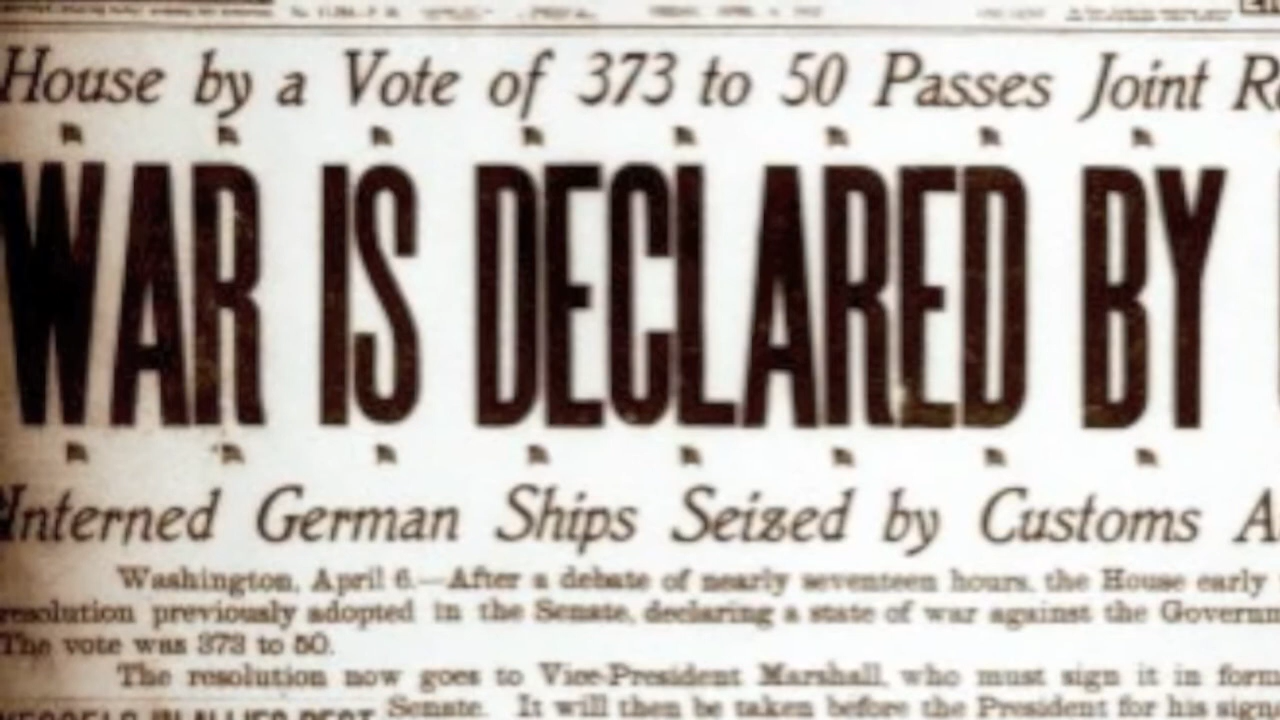 House by a Vote of 373 to 50 Passes Joint
WAR IS DECLARED BY
Interned German Ships Seized by Customs
Washington, April 6.—After a debate of nearly seventeen hours, the House early
resolution previously adopted in the Senate, declaring a state of war against the Governm
The vote was 373 to 50.
The resolution now goes to Vice-President Marshall, who must sign it in form
Senate. It will then be taken before the President for his sign